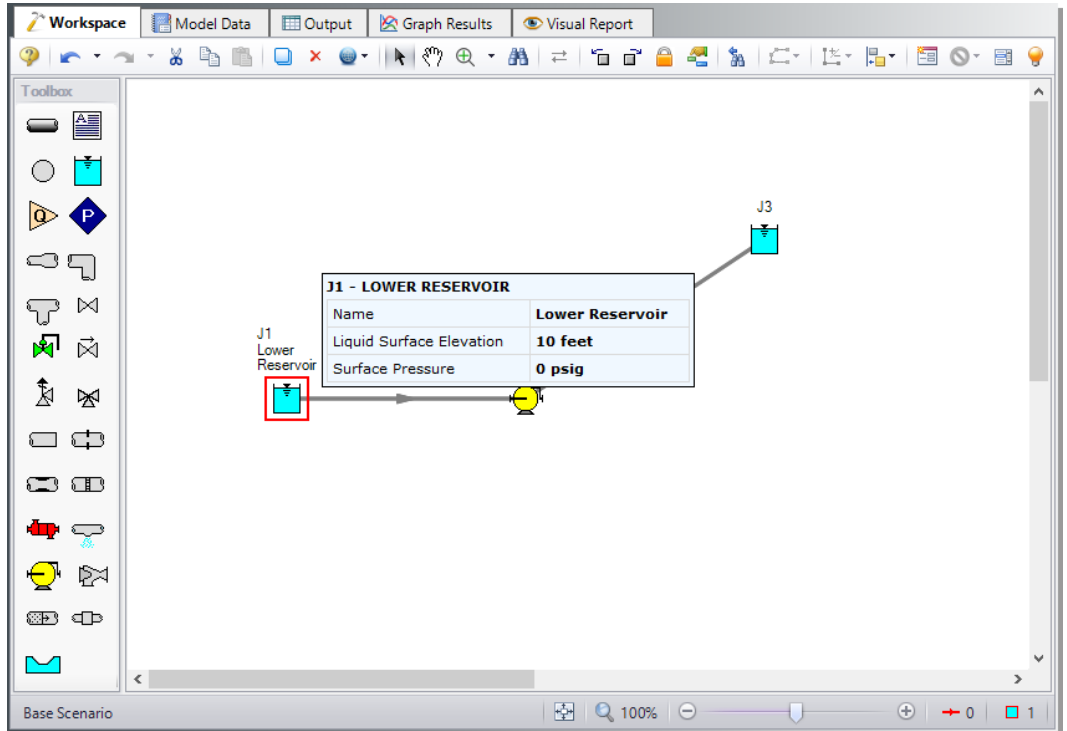 Workspace
Model Data
Output
Graph Results
Visual Report
Toolbox
A
Q
P
J3
J1 - LOWER RESERVOIR
Name Lower Reservoir
Liquid Surface Elevation 10 feet
Surface Pressure 0 psig
J1
Lower
Reservoir
Base Scenario
100%
0
1